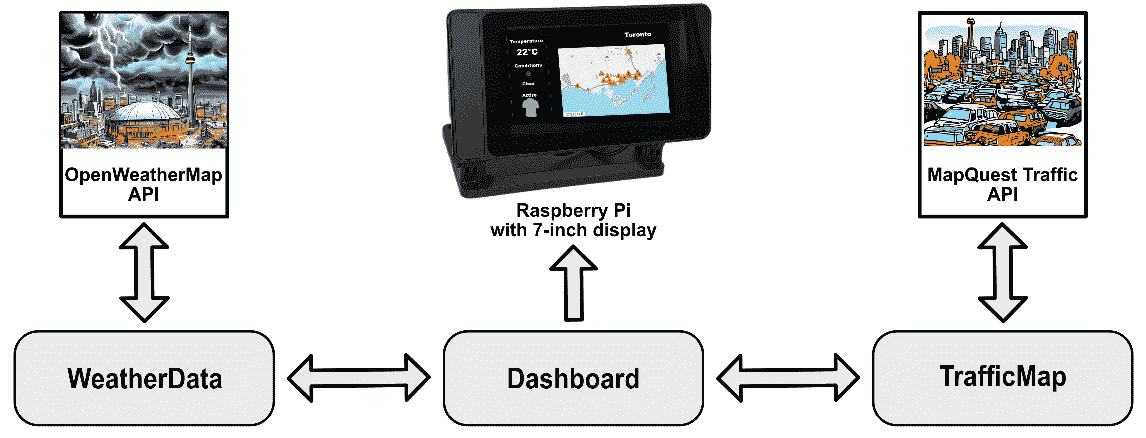 Temperature
22°C
Conditions
Clear
Attire
Toronto
OpenWeatherMap
API
Raspberry Pi
with 7-inch display
MapQuest Traffic
API
WeatherData
Dashboard
TrafficMap